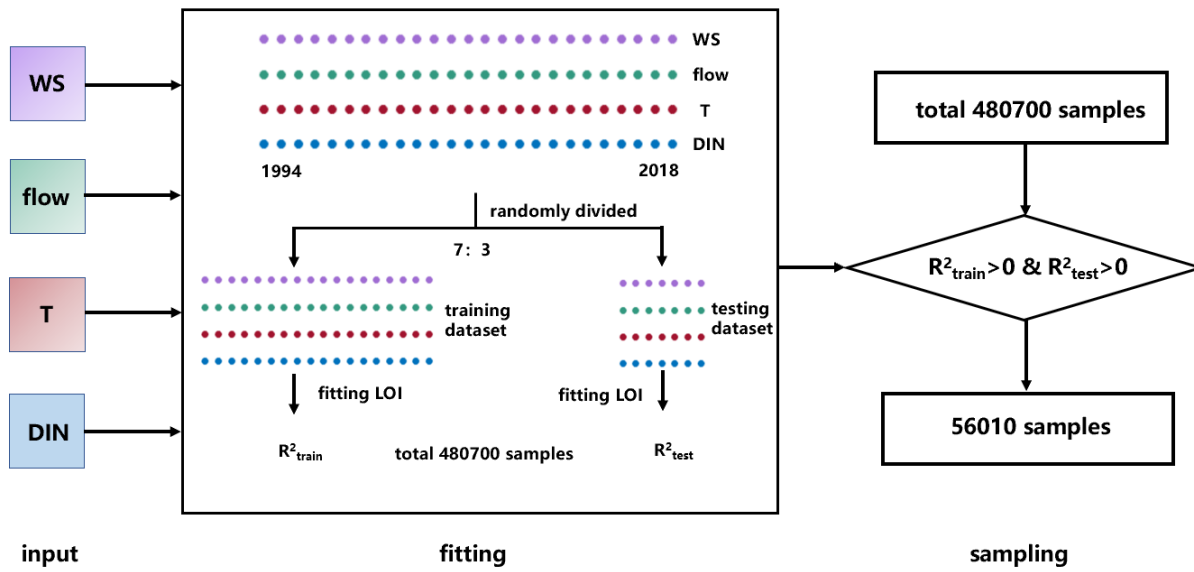 WS
flow
T
DIN
input
WS
flow
T
DIN
1994
2018
randomly divided
7: 3
training
dataset
testing
dataset
fitting LOI
fitting LOI
R²train
total 480700 samples
R²test
fitting
total 480700 samples
R²train>0 & R²test>0
56010 samples
sampling